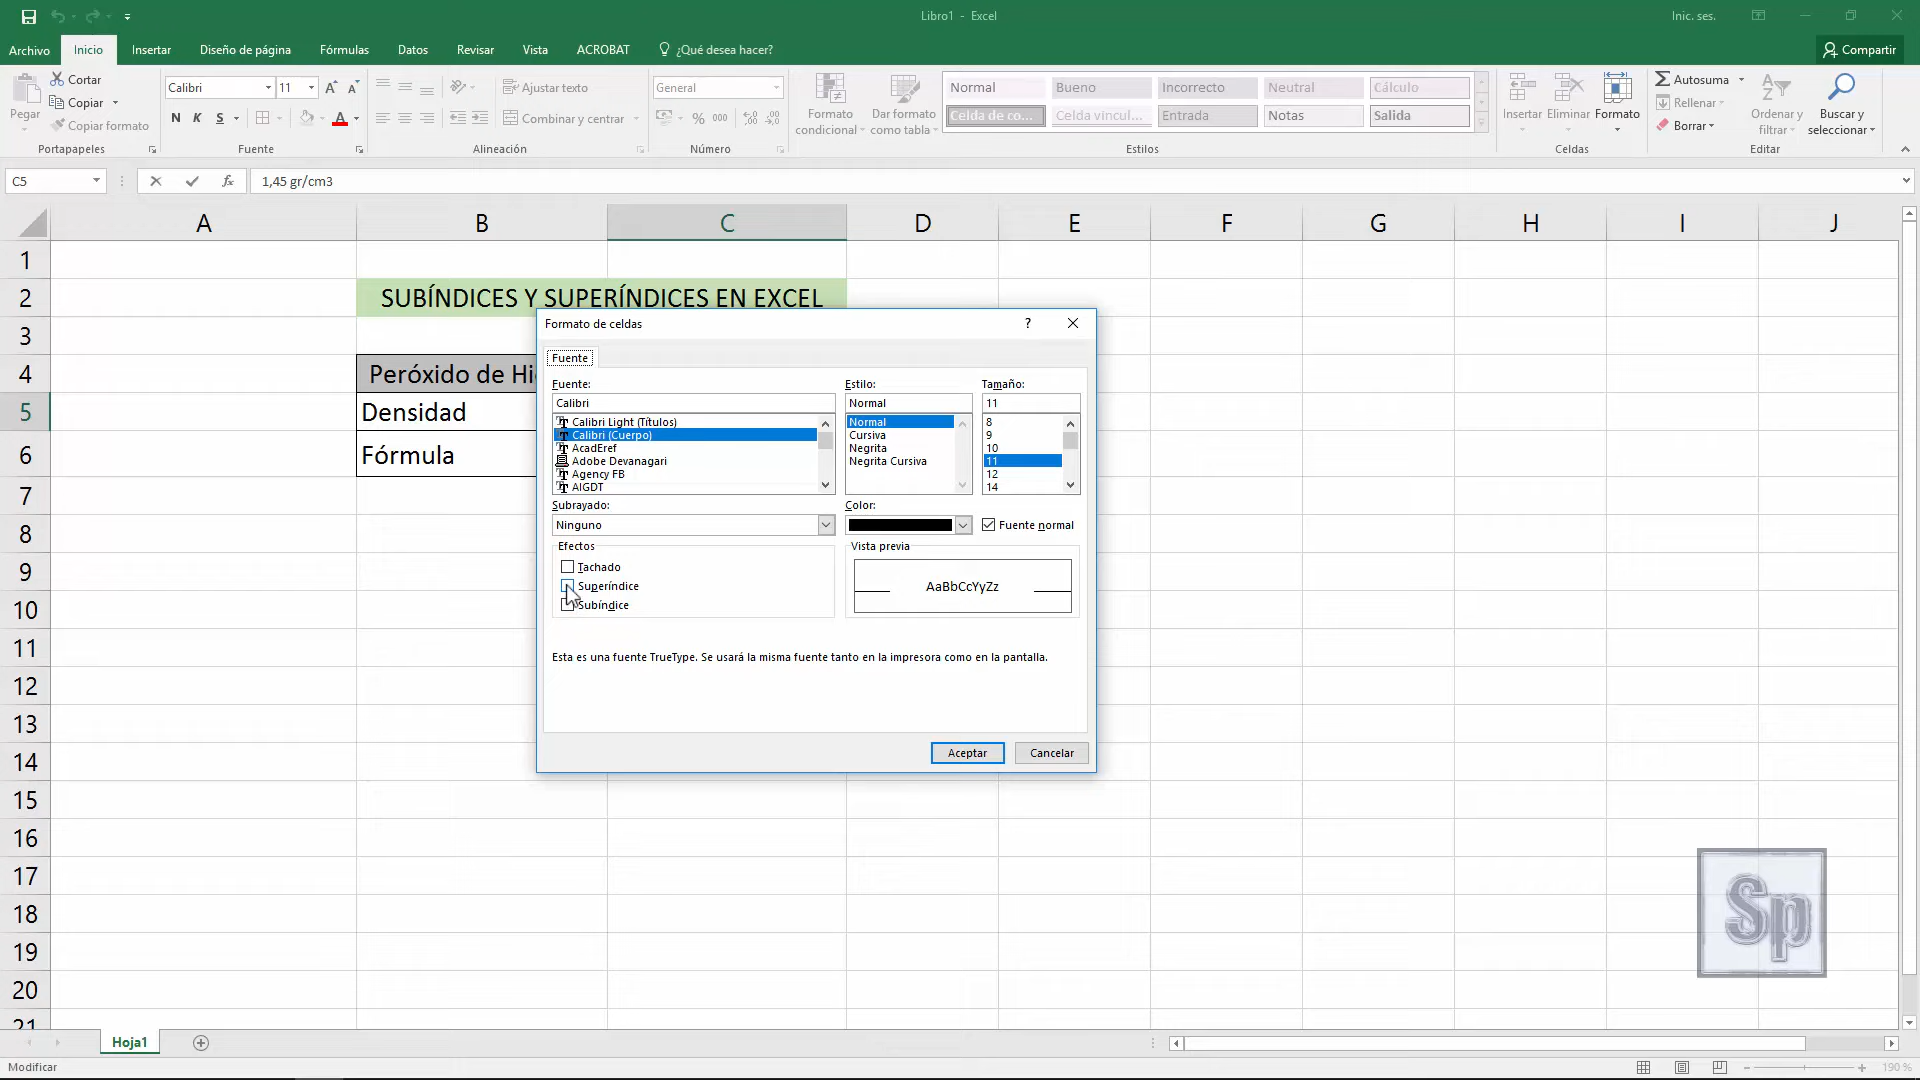 Libro1 - Excel
Inic. ses.
Archivo
Inicio
Insertar
Diseño de página
Fórmulas
Datos
Revisar
Vista
ACROBAT
¿Qué desea hacer?
Compartir
Pegar
Cortar
Copiar
Copiar formato
Portapapeles
Calibri
11
N K S
Fuente
Ajustar texto
Combinar y centrar
Alineación
General
% 000
Número
Formato condicional
Dar formato como tabla
Normal
Bueno
Incorrecto
Neutral
Cálculo
Celda de co...
Celda vincul...
Entrada
Notas
Salida
Estilos
Insertar
Eliminar
Formato
Celdas
Autosuma
Rellenar
Borrar
Ordenar y filtrar
Buscar y seleccionar
Editar
C5
fx
1,45 gr/cm3
A B C D E F G H I J
1
2
SUBÍNDICES Y SUPERÍNDICES EN EXCEL
3
4
Peróxido de Hi
5
Densidad
6
Fórmula
7
8
9
10
11
12
13
14
15
16
17
18
19
20
21
Formato de celdas
?
Fuente
Fuente:
Calibri
Calibri Light (Títulos)
Calibri (Cuerpo)
AcadEref
Adobe Devanagari
Agency FB
AIGDT
Estilo:
Normal
Normal
Cursiva
Negrita
Negrita Cursiva
Tamaño:
11
8
9
10
11
12
14
Subrayado:
Ninguno
Color:
Fuente normal
Efectos
Tachado
Superíndice
Subíndice
Vista previa
AaBbCcYyZz
Esta es una fuente TrueType. Se usará la misma fuente tanto en la impresora como en la pantalla.
Aceptar
Cancelar
Sp
Hoja1
Modificar
190 %